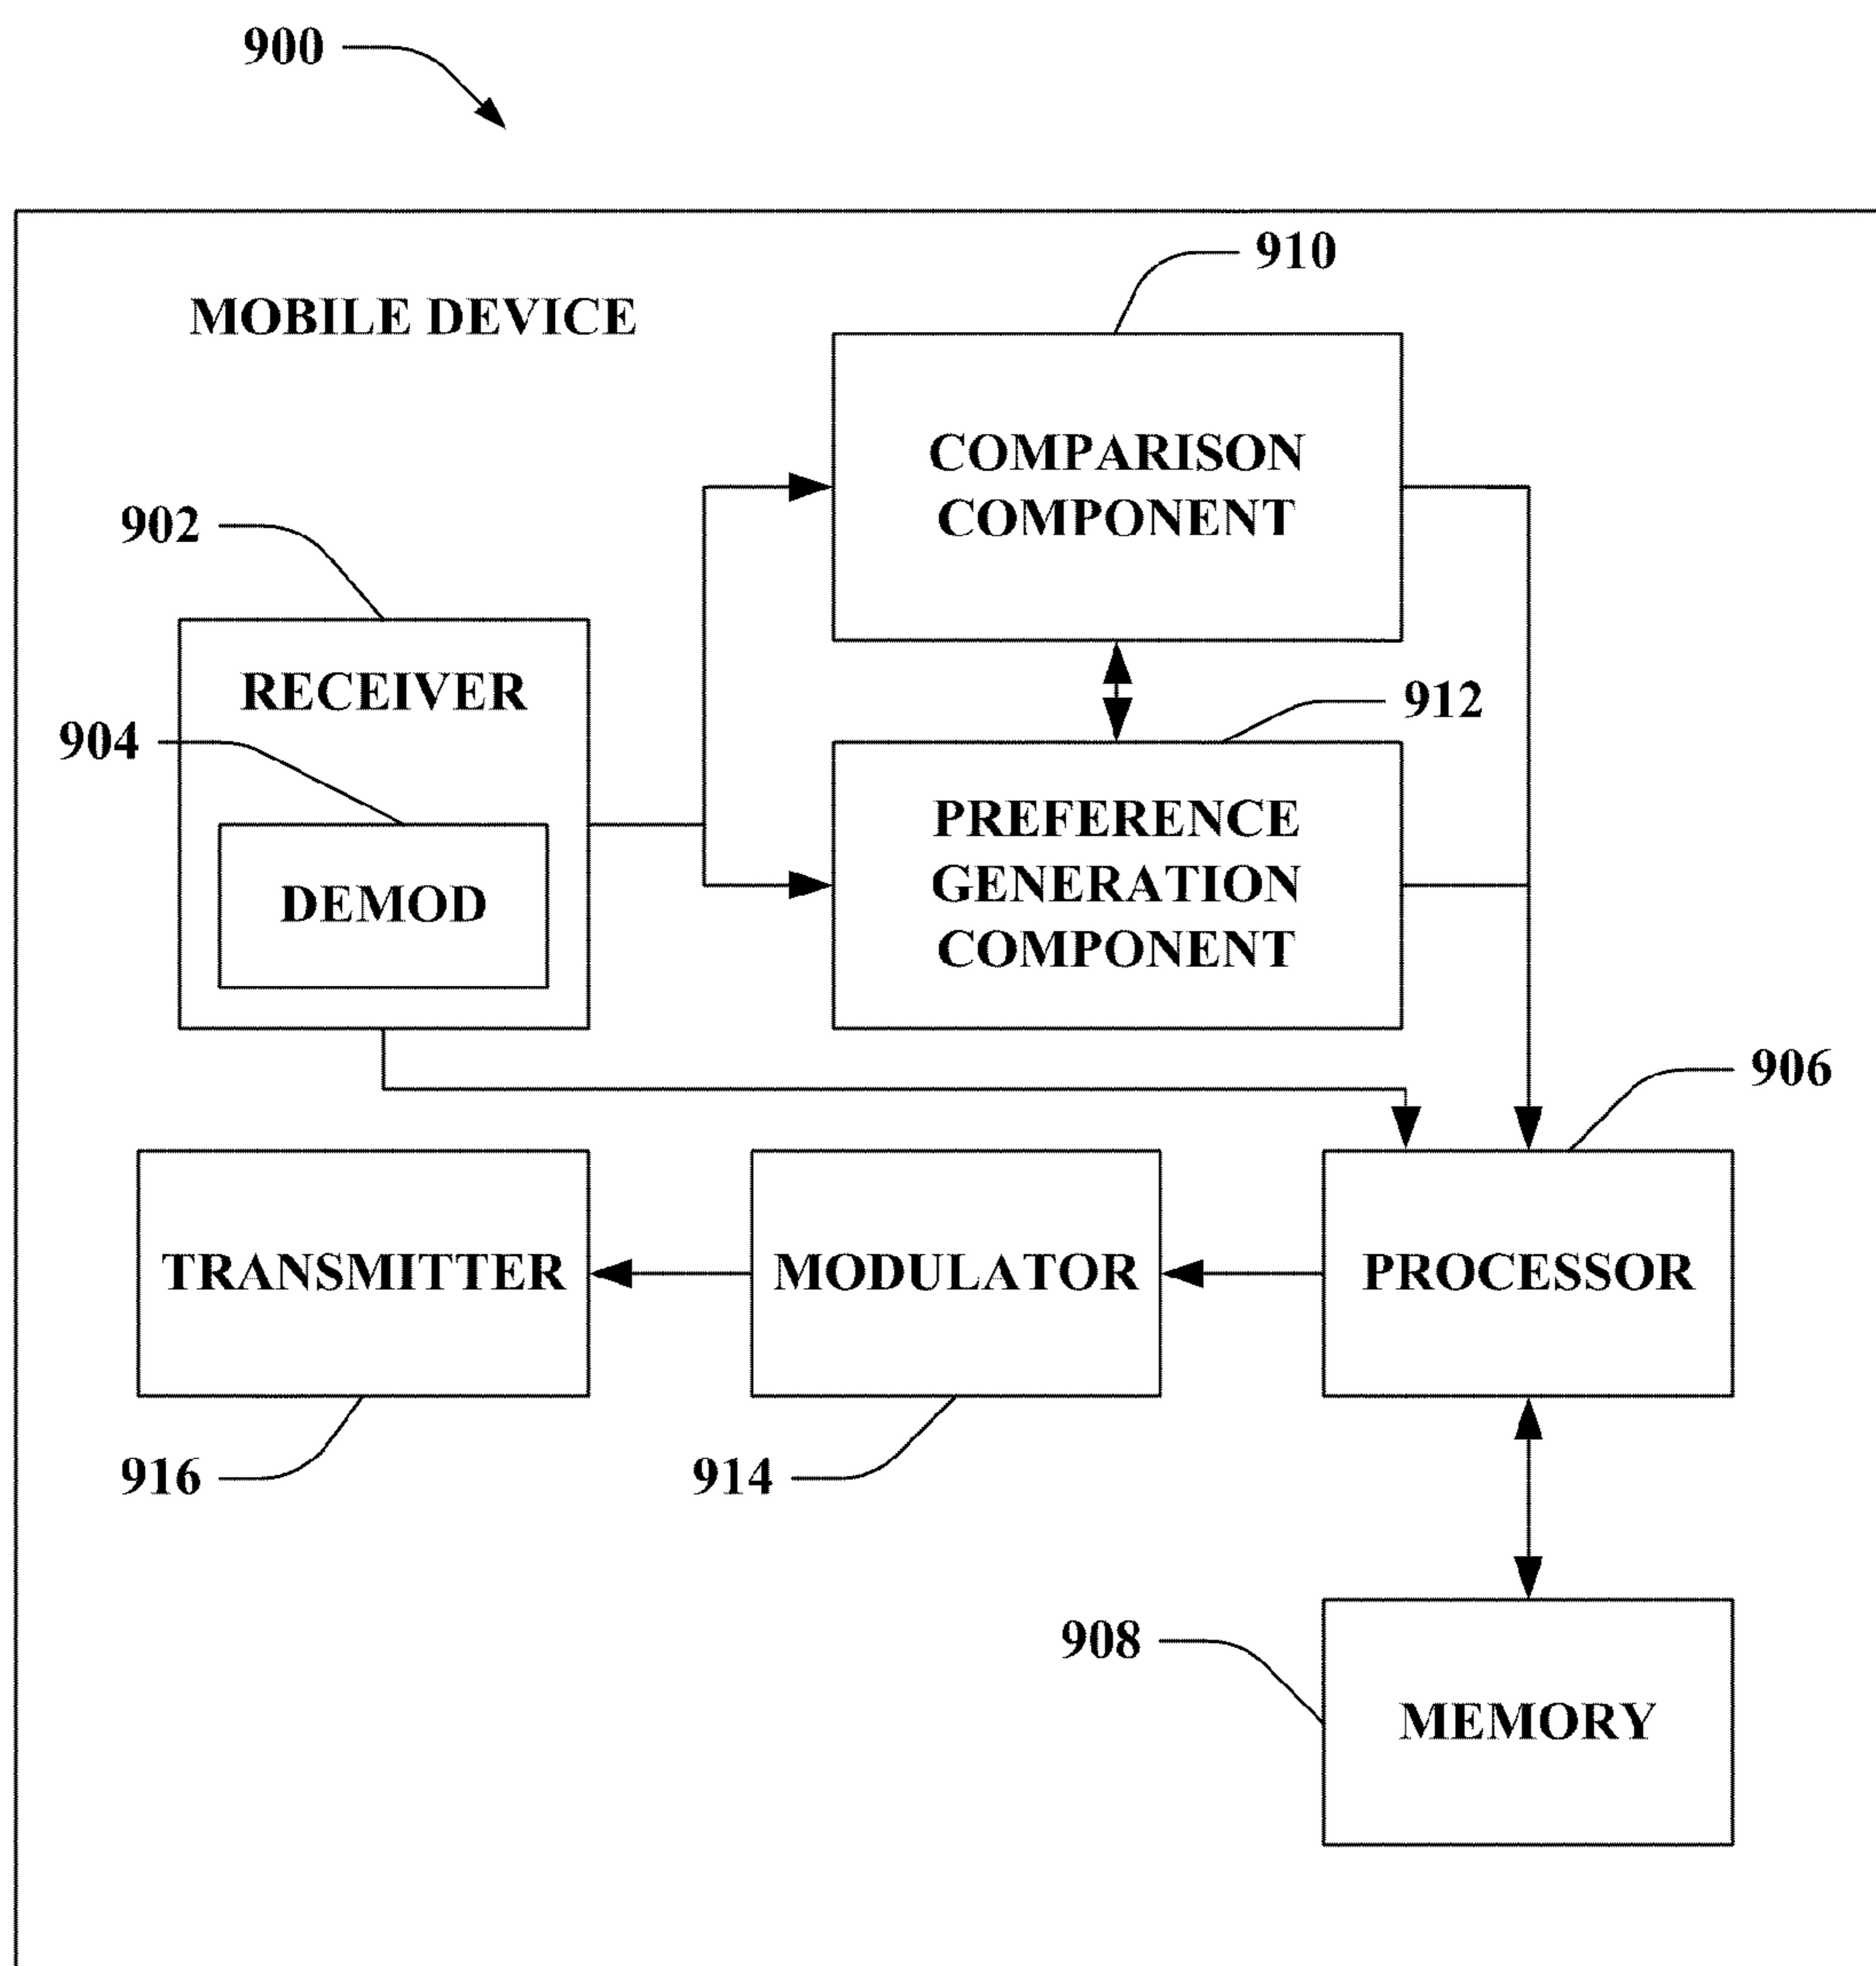 900
910
MOBILE DEVICE
COMPARISON
COMPONENT
902
RECEIVER
912
904
PREFERENCE
GENERATION
COMPONENT
DEMOD
906
TRANSMITTER
MODULATOR
PROCESSOR
916
914
908
MEMORY